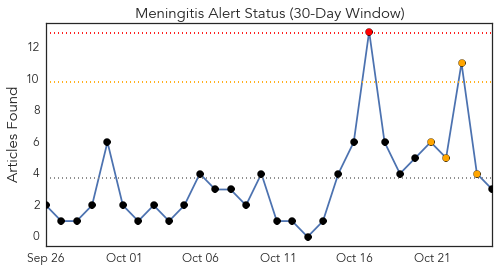 Meningitis Alert Status (30-Day Window)
Articles Found
12
10
8
6
4
2
0
Sep 26 Oct 01 Oct 06 Oct 11 Oct 16 Oct 21